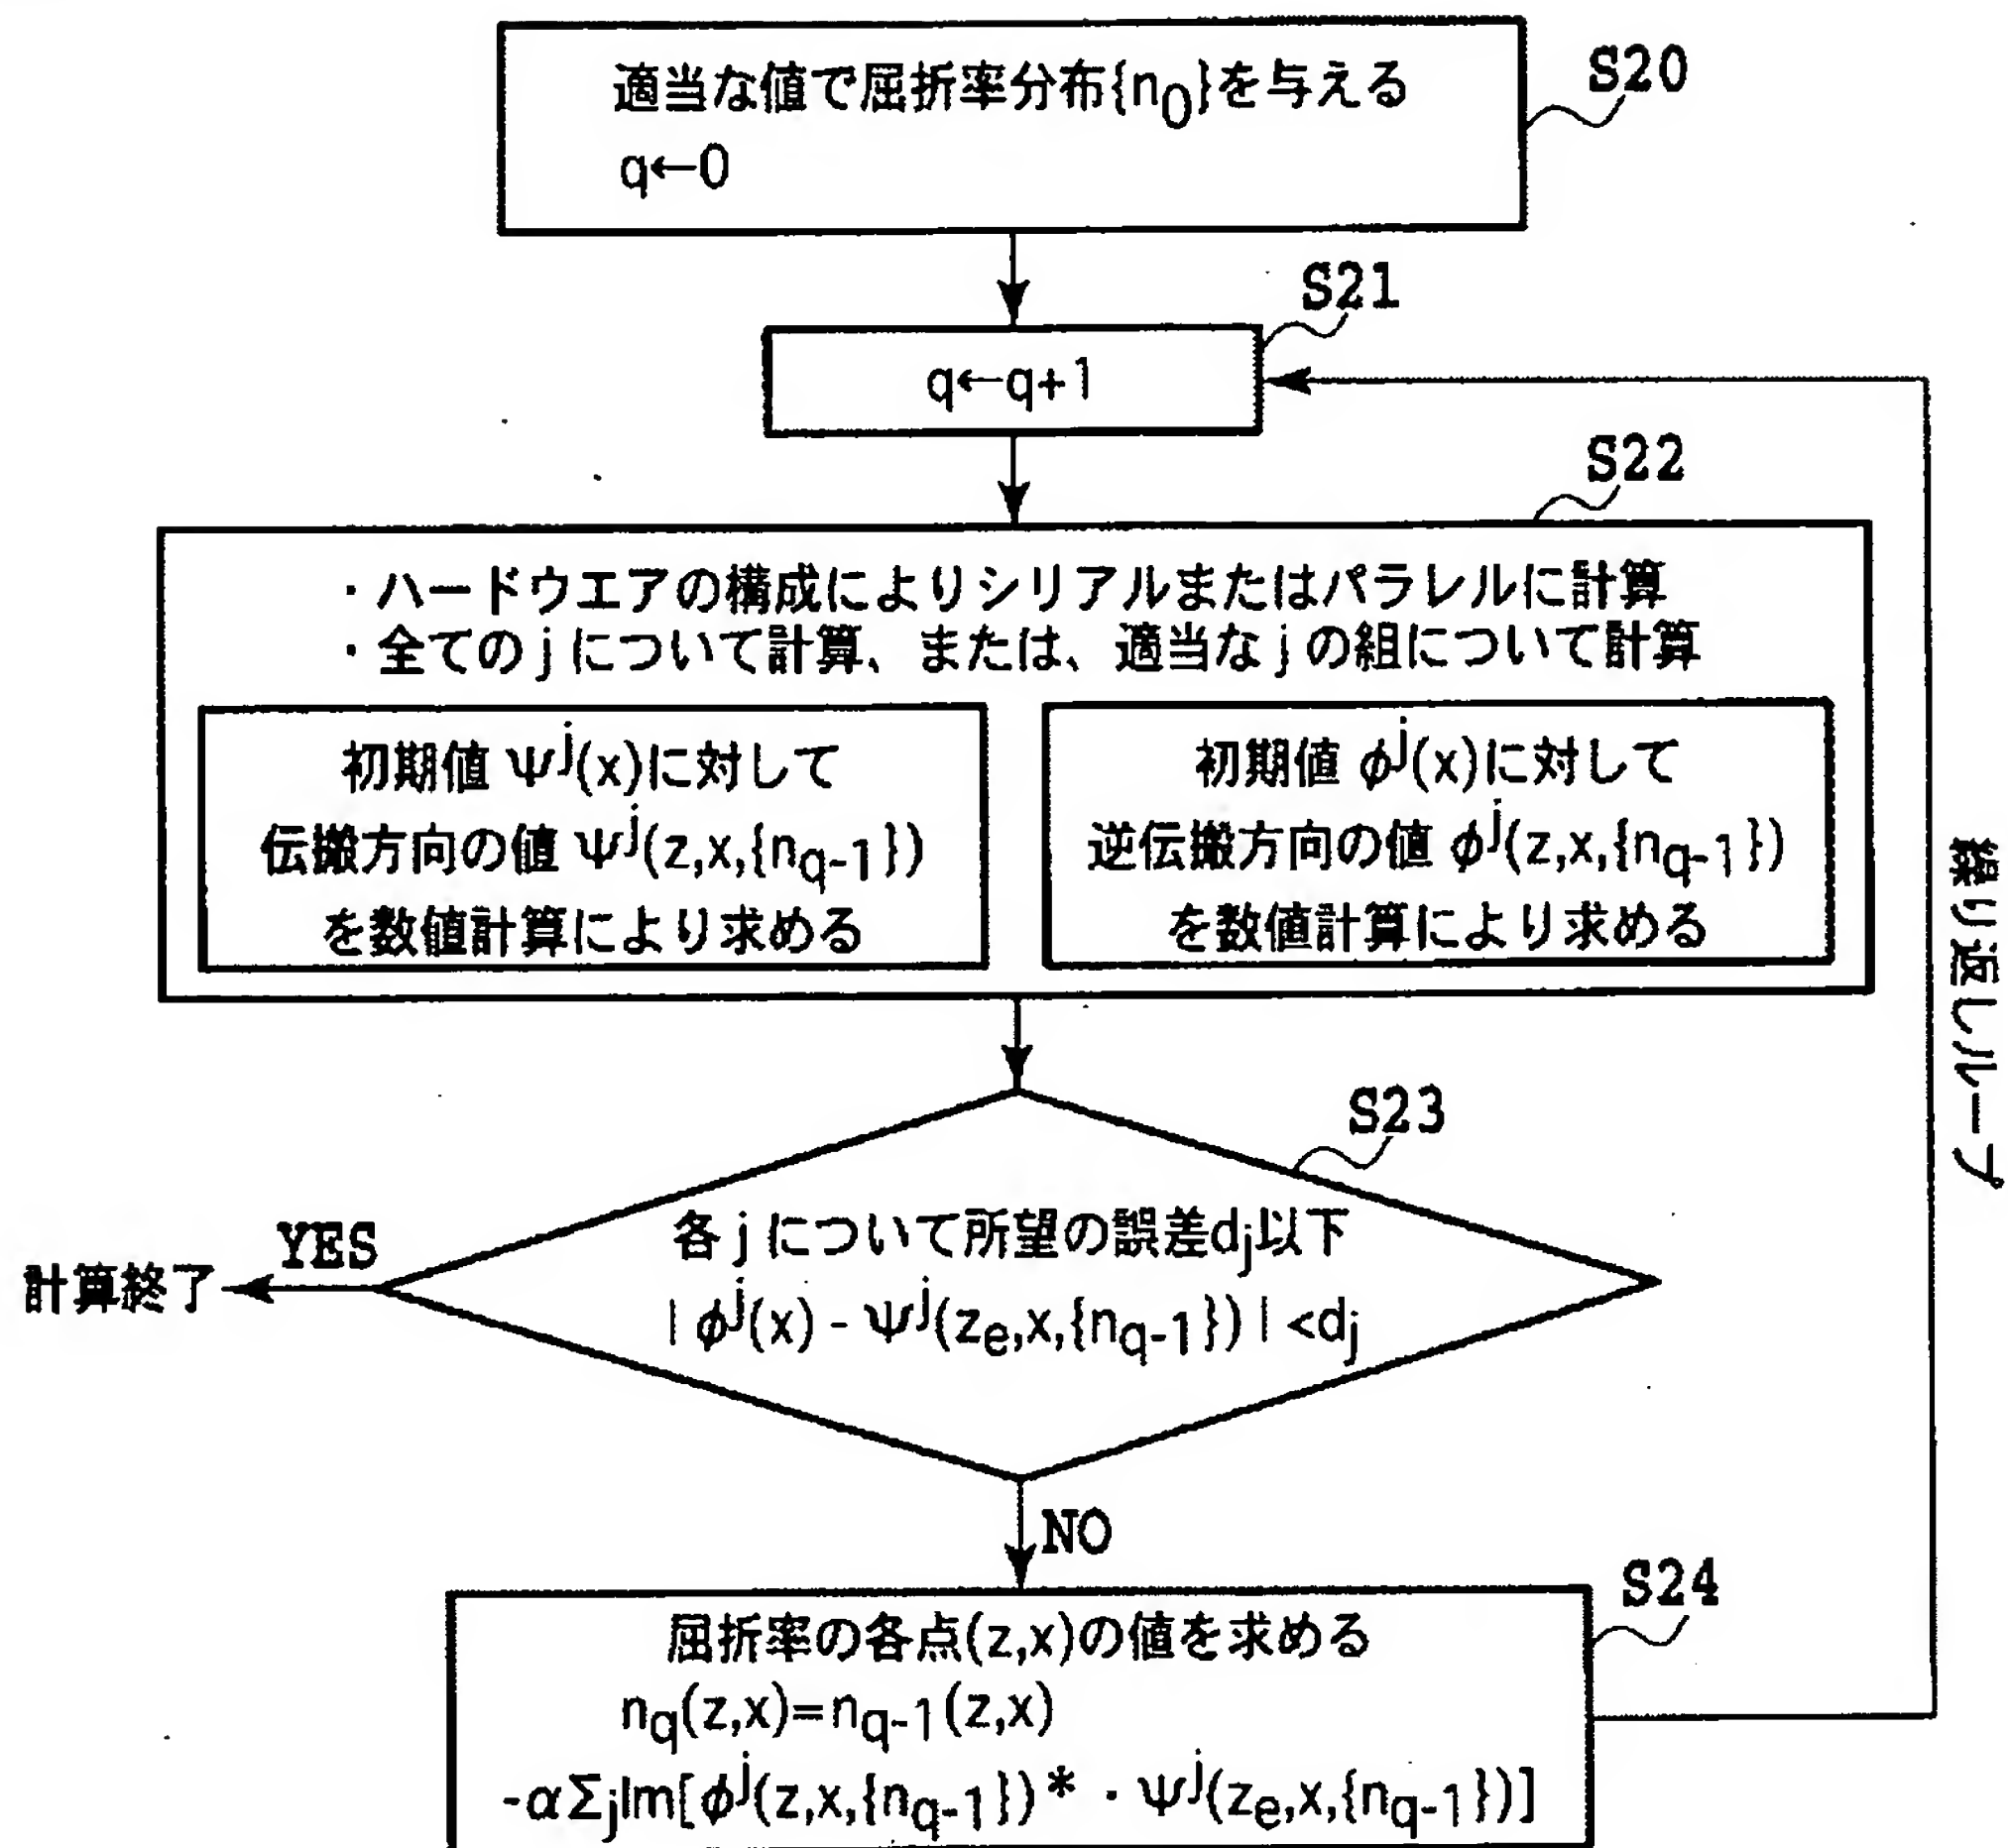 適当な値で屈折率分布{n0}を与える
q←0
S20
S21
q←q+1
S22
・ハードウエアの構成によりシリアルまたはパラレルに計算
・全てのjについて計算、または、適当なjの組について計算
初期値 Ψj(x)に対して
伝搬方向の値 Ψj(z,x,{nq-1})
を数値計算により求める
初期値 φj(x)に対して
逆伝搬方向の値 φj(z,x,{nq-1})
を数値計算により求める
繰り返しループ
S23
各jについて所望の誤差dj以下
| φj(x) - Ψj(ze,x,{nq-1}) | <dj
YES
計算終了
NO
S24
屈折率の各点(z,x)の値を求める
nq(z,x)=nq-1(z,x)
-αΣjIm[φj(z,x,{nq-1})*・Ψj(ze,x,{nq-1})]